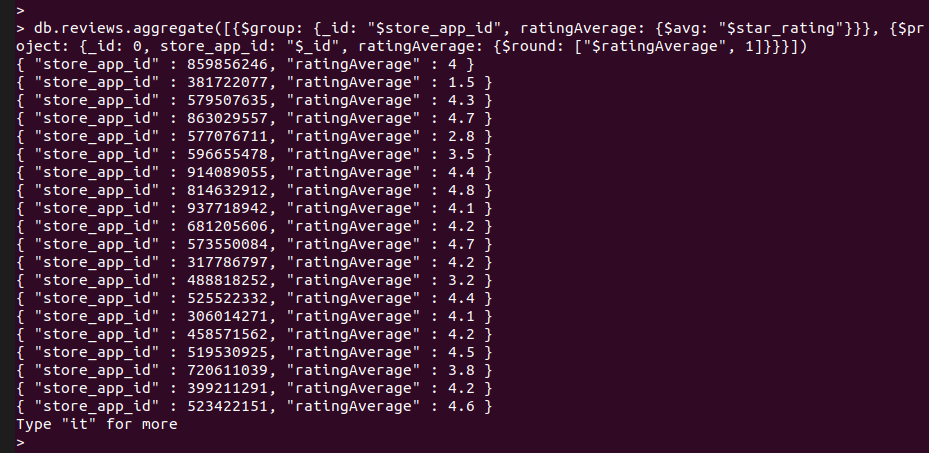 >
> db.reviews.aggregate([{$group: {_id: "$store_app_id", ratingAverage: {$avg: "$star_rating"}}}, {$pr
oject: {_id: 0, store_app_id: "$_id", ratingAverage: {$round: ["$ratingAverage", 1]}}}])
{ "store_app_id" : 859856246, "ratingAverage" : 4 }
{ "store_app_id" : 381722077, "ratingAverage" : 1.5 }
{ "store_app_id" : 579507635, "ratingAverage" : 4.3 }
{ "store_app_id" : 863029557, "ratingAverage" : 4.7 }
{ "store_app_id" : 577076711, "ratingAverage" : 2.8 }
{ "store_app_id" : 596655478, "ratingAverage" : 3.5 }
{ "store_app_id" : 914089055, "ratingAverage" : 4.4 }
{ "store_app_id" : 814632912, "ratingAverage" : 4.8 }
{ "store_app_id" : 937718942, "ratingAverage" : 4.1 }
{ "store_app_id" : 681205606, "ratingAverage" : 4.2 }
{ "store_app_id" : 573550084, "ratingAverage" : 4.7 }
{ "store_app_id" : 317786797, "ratingAverage" : 4.2 }
{ "store_app_id" : 488818252, "ratingAverage" : 3.2 }
{ "store_app_id" : 525522332, "ratingAverage" : 4.4 }
{ "store_app_id" : 306014271, "ratingAverage" : 4.1 }
{ "store_app_id" : 458571562, "ratingAverage" : 4.2 }
{ "store_app_id" : 519530925, "ratingAverage" : 4.5 }
{ "store_app_id" : 720611039, "ratingAverage" : 3.8 }
{ "store_app_id" : 399211291, "ratingAverage" : 4.2 }
{ "store_app_id" : 523422151, "ratingAverage" : 4.6 }
Type "it" for more
>